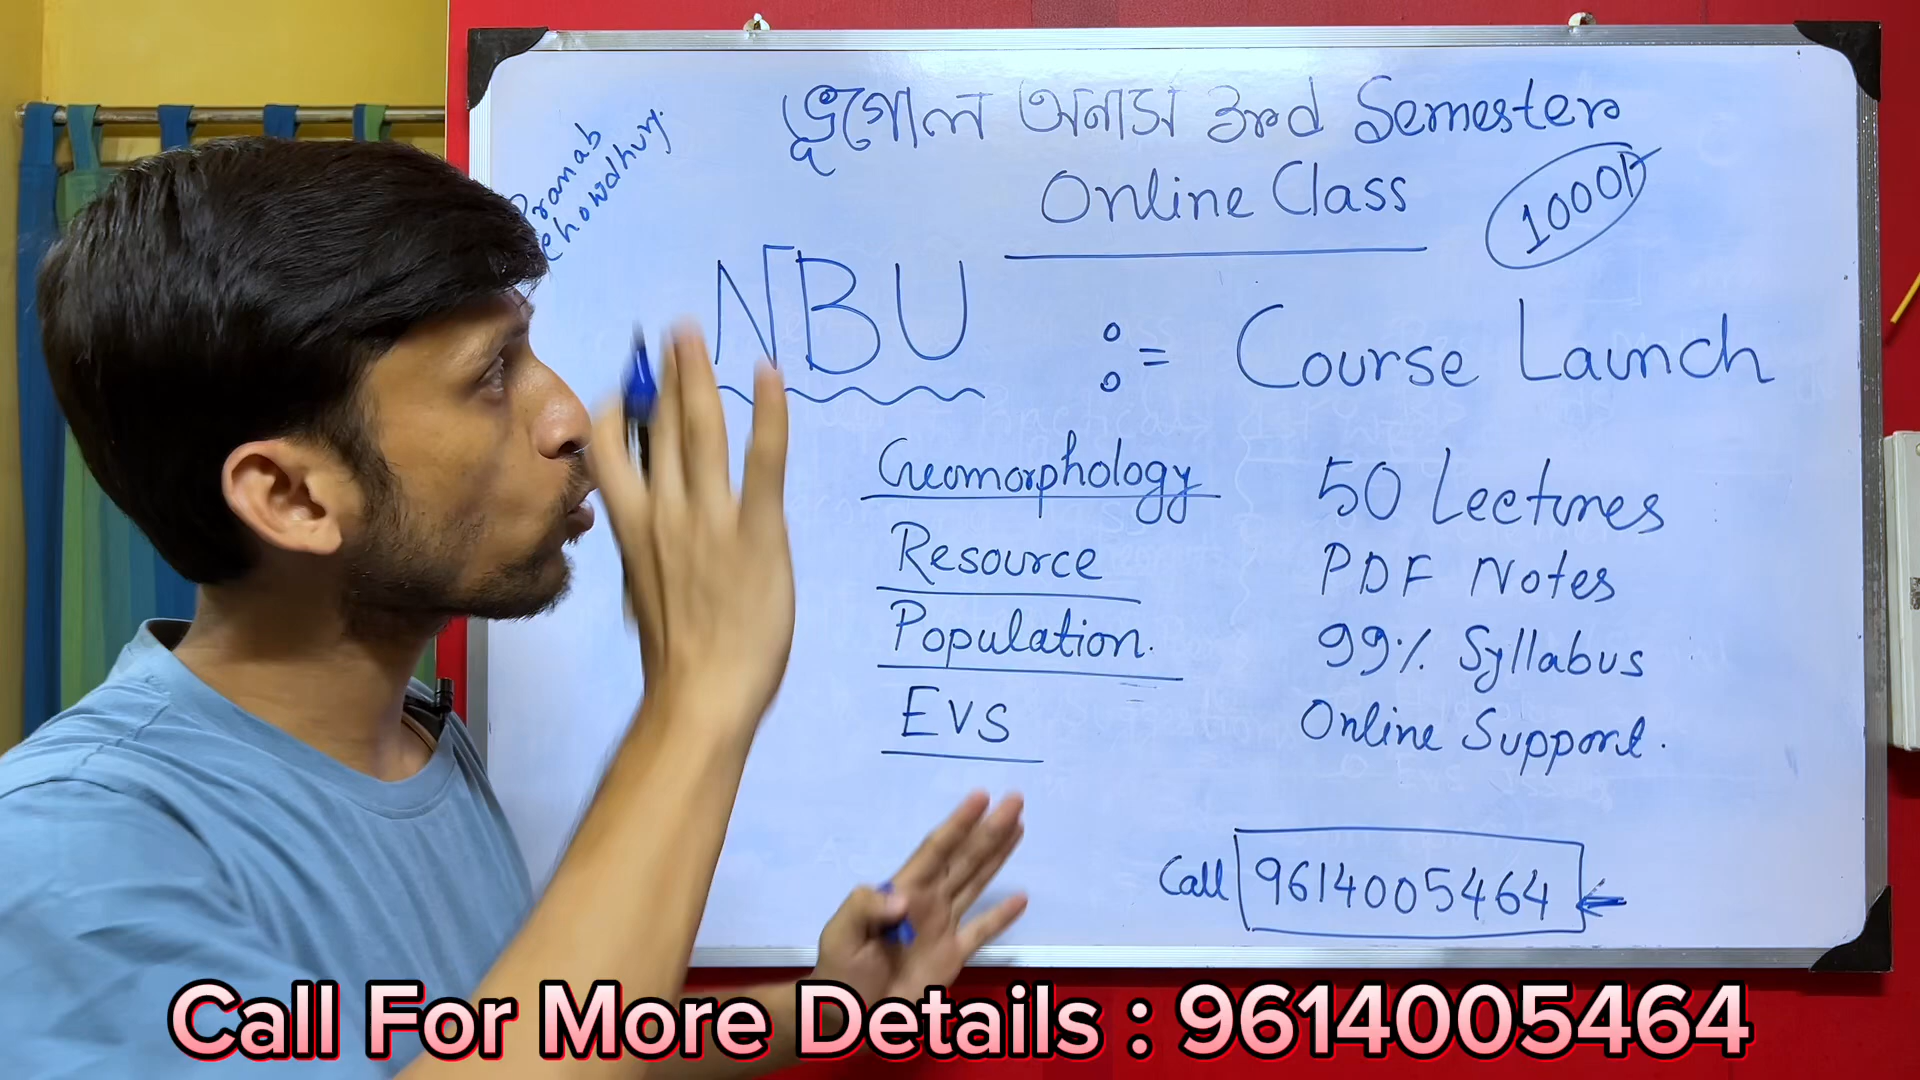 Pranab
Chowdhury.
ভূগোল অনার্স 3rd Semester
Online Class
1000/-
NBU := Course Launch
Geomorphology
Resource
Population.
EVS
50 Lectures
PDF Notes
99% Syllabus
Online Support.
Call 9614005464
Call For More Details : 9614005464